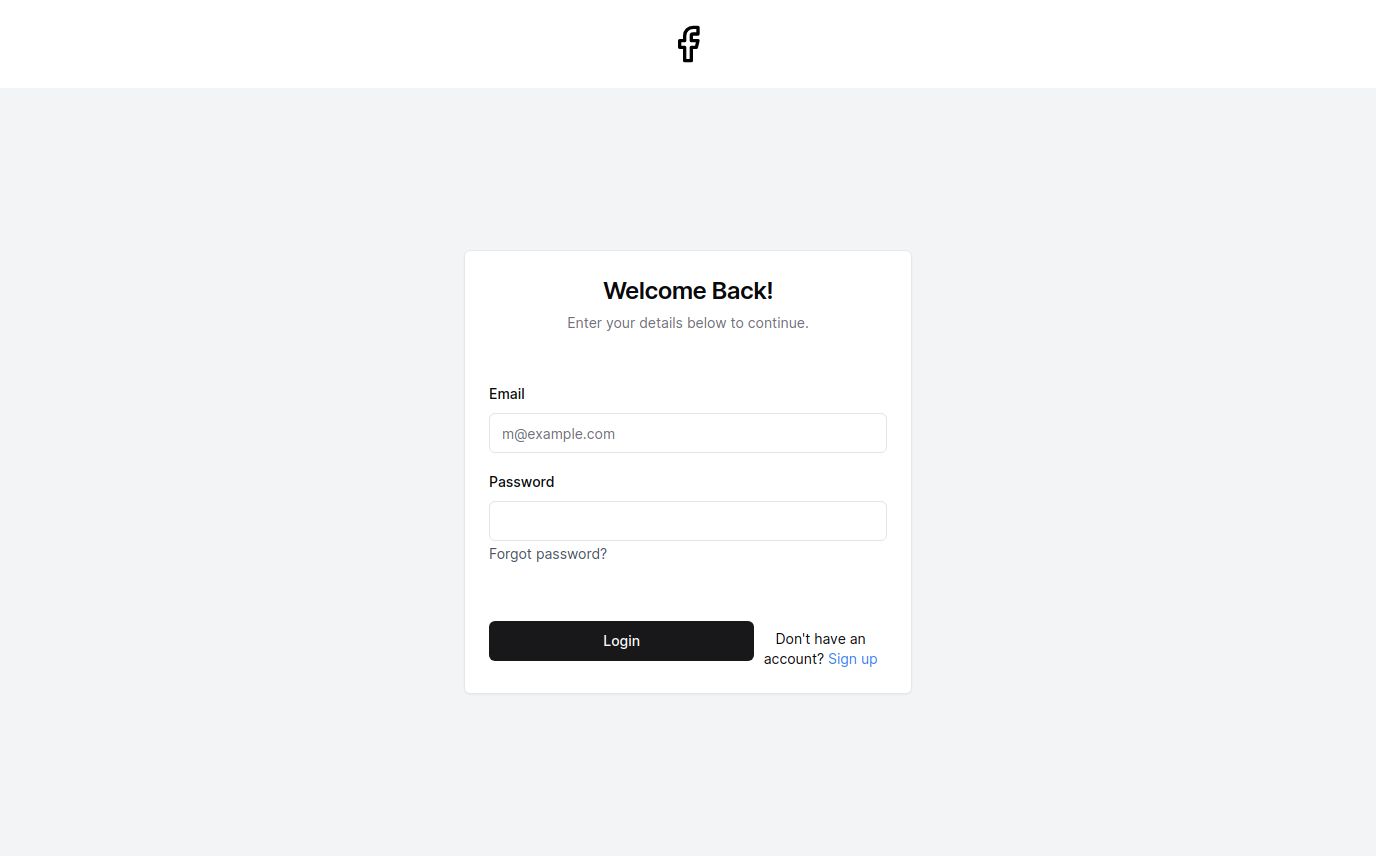 Welcome Back!
Enter your details below to continue.
Email
m@example.com
Password
Forgot password?
Login
Don't have an
account? Sign up